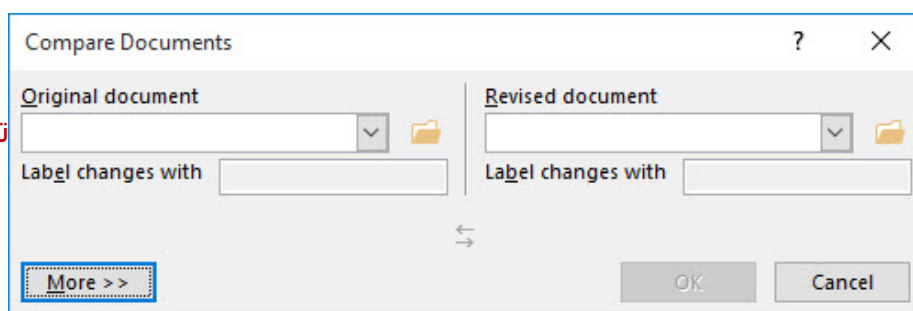 Compare Documents ?
Original document Revised document
ü
Label changes with Label changes with
More >> OK Cancel